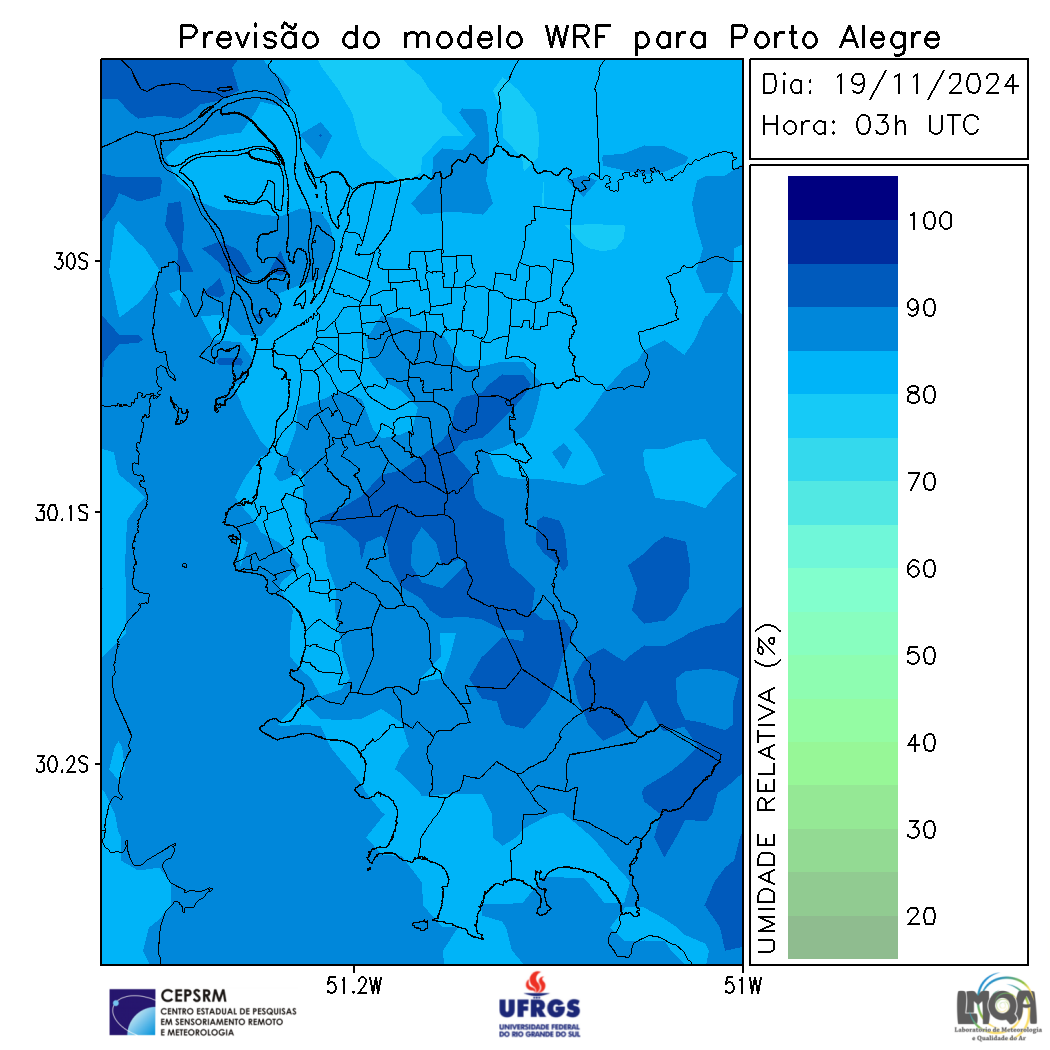 Previsão do modelo WRF para Porto Alegre
Dia: 19/11/2024
Hora: 03h UTC
100
90
80
70
60
50
40
30
20
UMIDADE RELATIVA (%)
30S
30.1S
30.2S
51.2W
51W
CEPSRM
CENTRO ESTADUAL DE PESQUISAS
EM SENSORIAMENTO REMOTO
E METEOROLOGIA
UFRGS
UNIVERSIDADE FEDERAL
DO RIO GRANDE DO SUL
LMQA
Laboratório de Meteorologia
e Qualidade do Ar